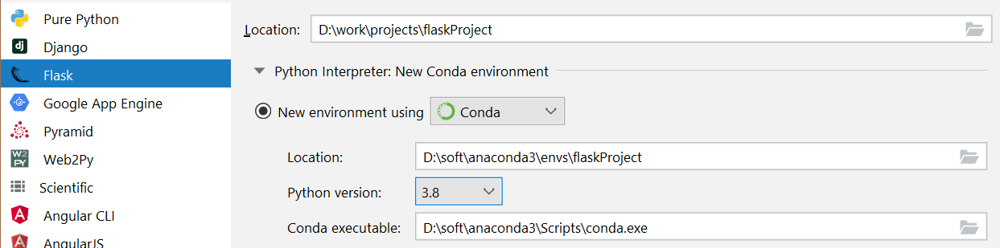 Pure Python
Django
Flask
Google App Engine
Pyramid
Web2Py
Scientific
Angular CLI
AngularJS
Location: D:\work\projects\flaskProject
Python Interpreter: New Conda environment
New environment using Conda
Location: D:\soft\anaconda3\envs\flaskProject
Python version: 3.8
Conda executable: D:\soft\anaconda3\Scripts\conda.exe
dj
W2
PY